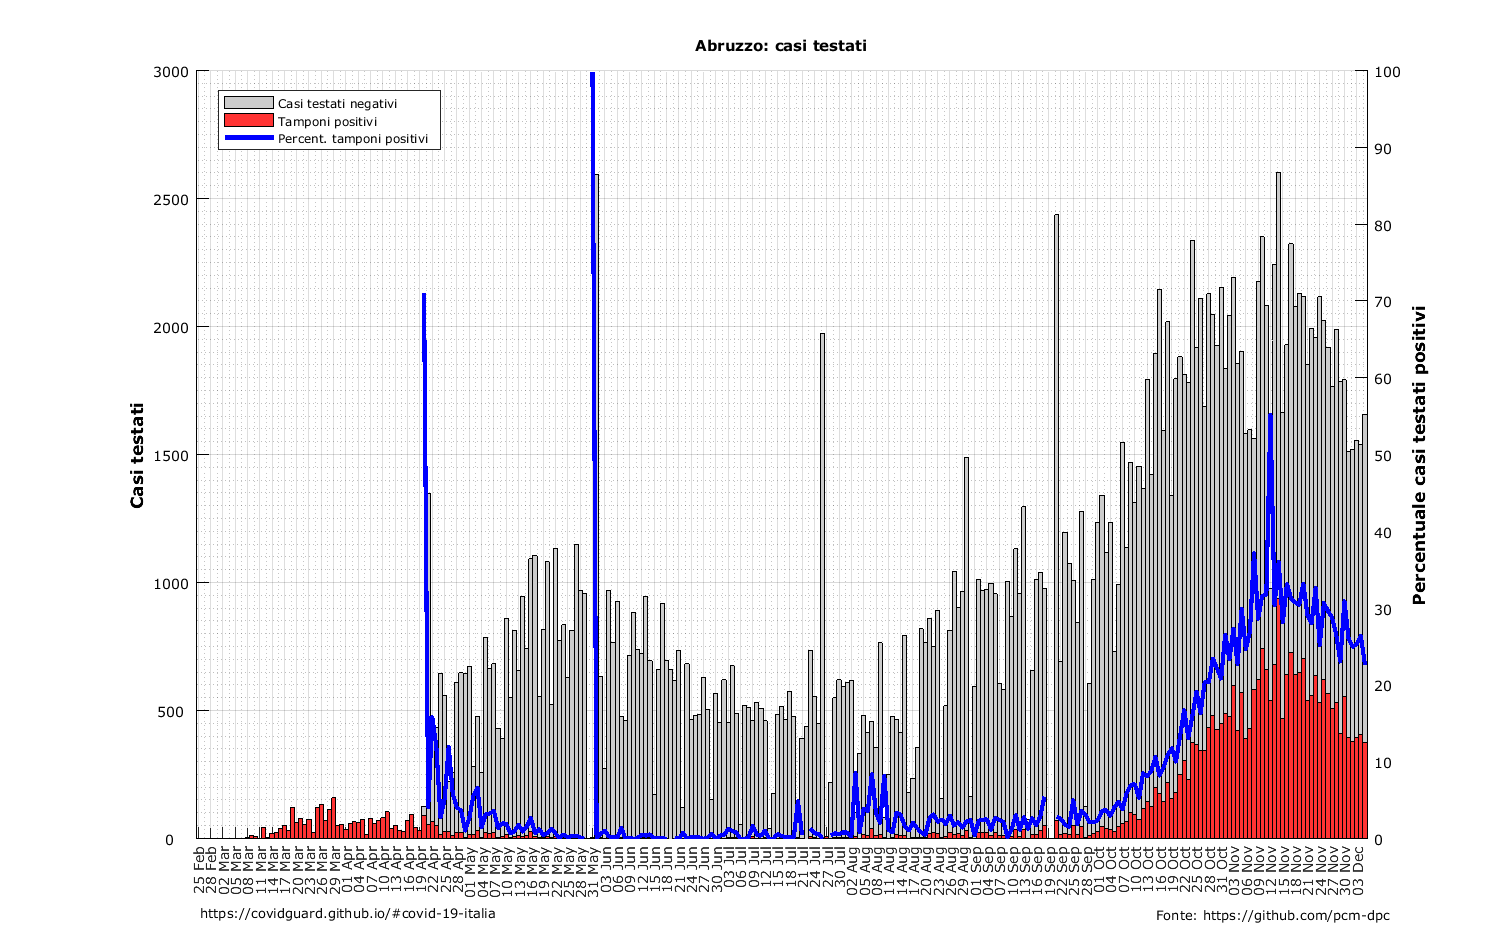 Abruzzo: casi testati
Casi testati negativi
Tamponi positivi
Percent. tamponi positivi
Casi testati
3000
2500
2000
1500
1000
500
0
100
90
80
70
60
50
40
30
20
10
0
Percentuale casi testati positivi
25 Feb
28 Feb
02 Mar
05 Mar
08 Mar
11 Mar
14 Mar
17 Mar
20 Mar
23 Mar
26 Mar
29 Mar
01 Apr
04 Apr
07 Apr
10 Apr
13 Apr
16 Apr
19 Apr
22 Apr
25 Apr
28 Apr
01 May
04 May
07 May
10 May
13 May
16 May
19 May
22 May
25 May
28 May
31 May
03 Jun
06 Jun
09 Jun
12 Jun
15 Jun
18 Jun
21 Jun
24 Jun
27 Jun
30 Jun
03 Jul
06 Jul
09 Jul
12 Jul
15 Jul
18 Jul
21 Jul
24 Jul
27 Jul
30 Jul
02 Aug
05 Aug
08 Aug
11 Aug
14 Aug
17 Aug
20 Aug
23 Aug
26 Aug
29 Aug
01 Sep
04 Sep
07 Sep
10 Sep
13 Sep
16 Sep
19 Sep
22 Sep
25 Sep
28 Sep
01 Oct
04 Oct
07 Oct
10 Oct
13 Oct
16 Oct
19 Oct
22 Oct
25 Oct
28 Oct
31 Oct
03 Nov
06 Nov
09 Nov
12 Nov
15 Nov
18 Nov
21 Nov
24 Nov
27 Nov
30 Nov
03 Dec
https://covidguard.github.io/#covid-19-italia
Fonte: https://github.com/pcm-dpc